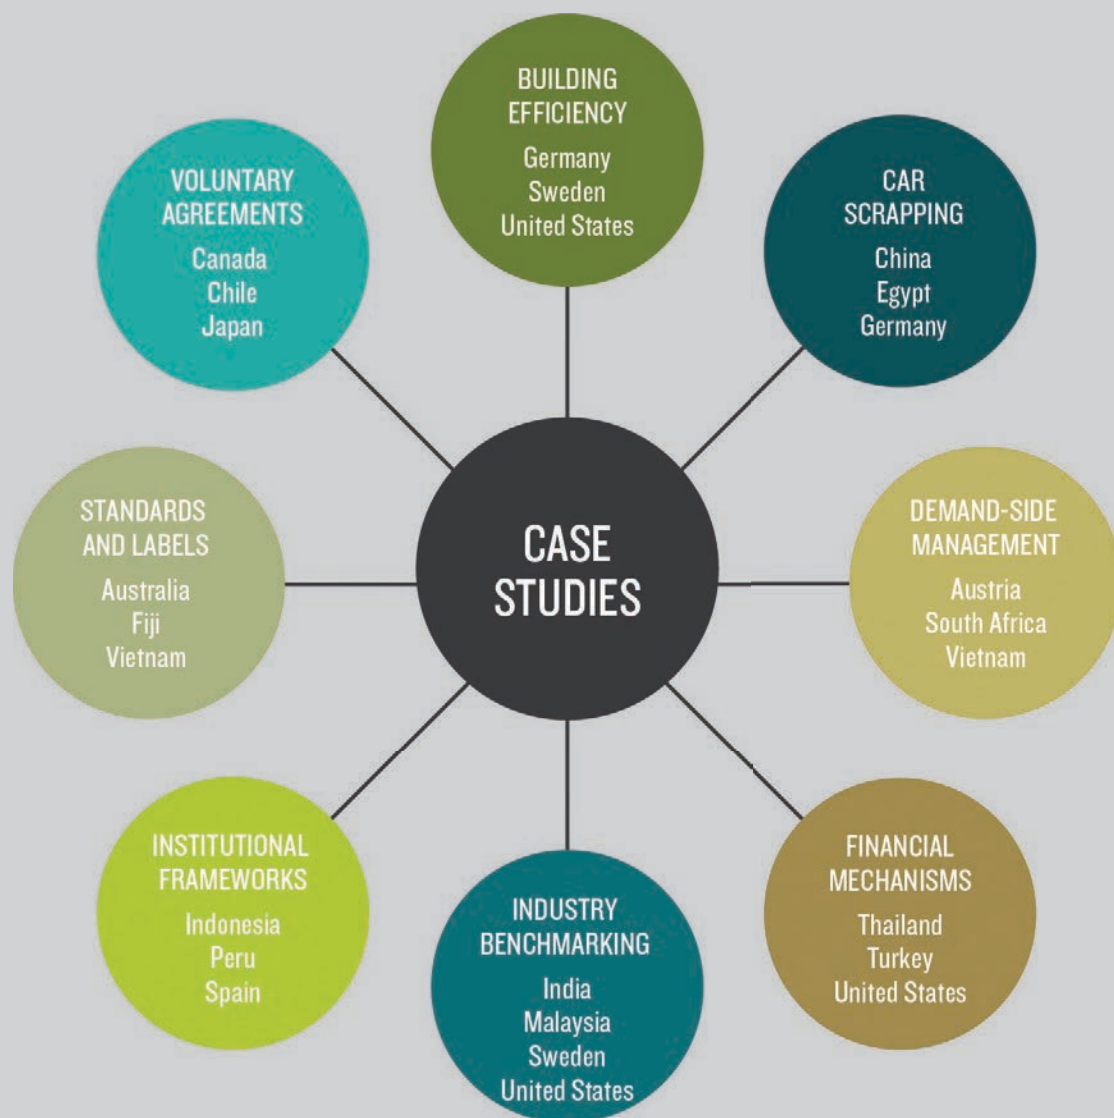 BUILDING
EFFICIENCY
Germany
Sweden
United States
CAR
SCRAPPING
China
Egypt
Germany
DEMAND-SIDE
MANAGEMENT
Austria
South Africa
Vietnam
FINANCIAL
MECHANISMS
Thailand
Turkey
United States
INDUSTRY
BENCHMARKING
India
Malaysia
Sweden
United States
INSTITUTIONAL
FRAMEWORKS
Indonesia
Peru
Spain
STANDARDS
AND LABELS
Australia
Fiji
Vietnam
VOLUNTARY
AGREEMENTS
Canada
Chile
Japan
CASE
STUDIES